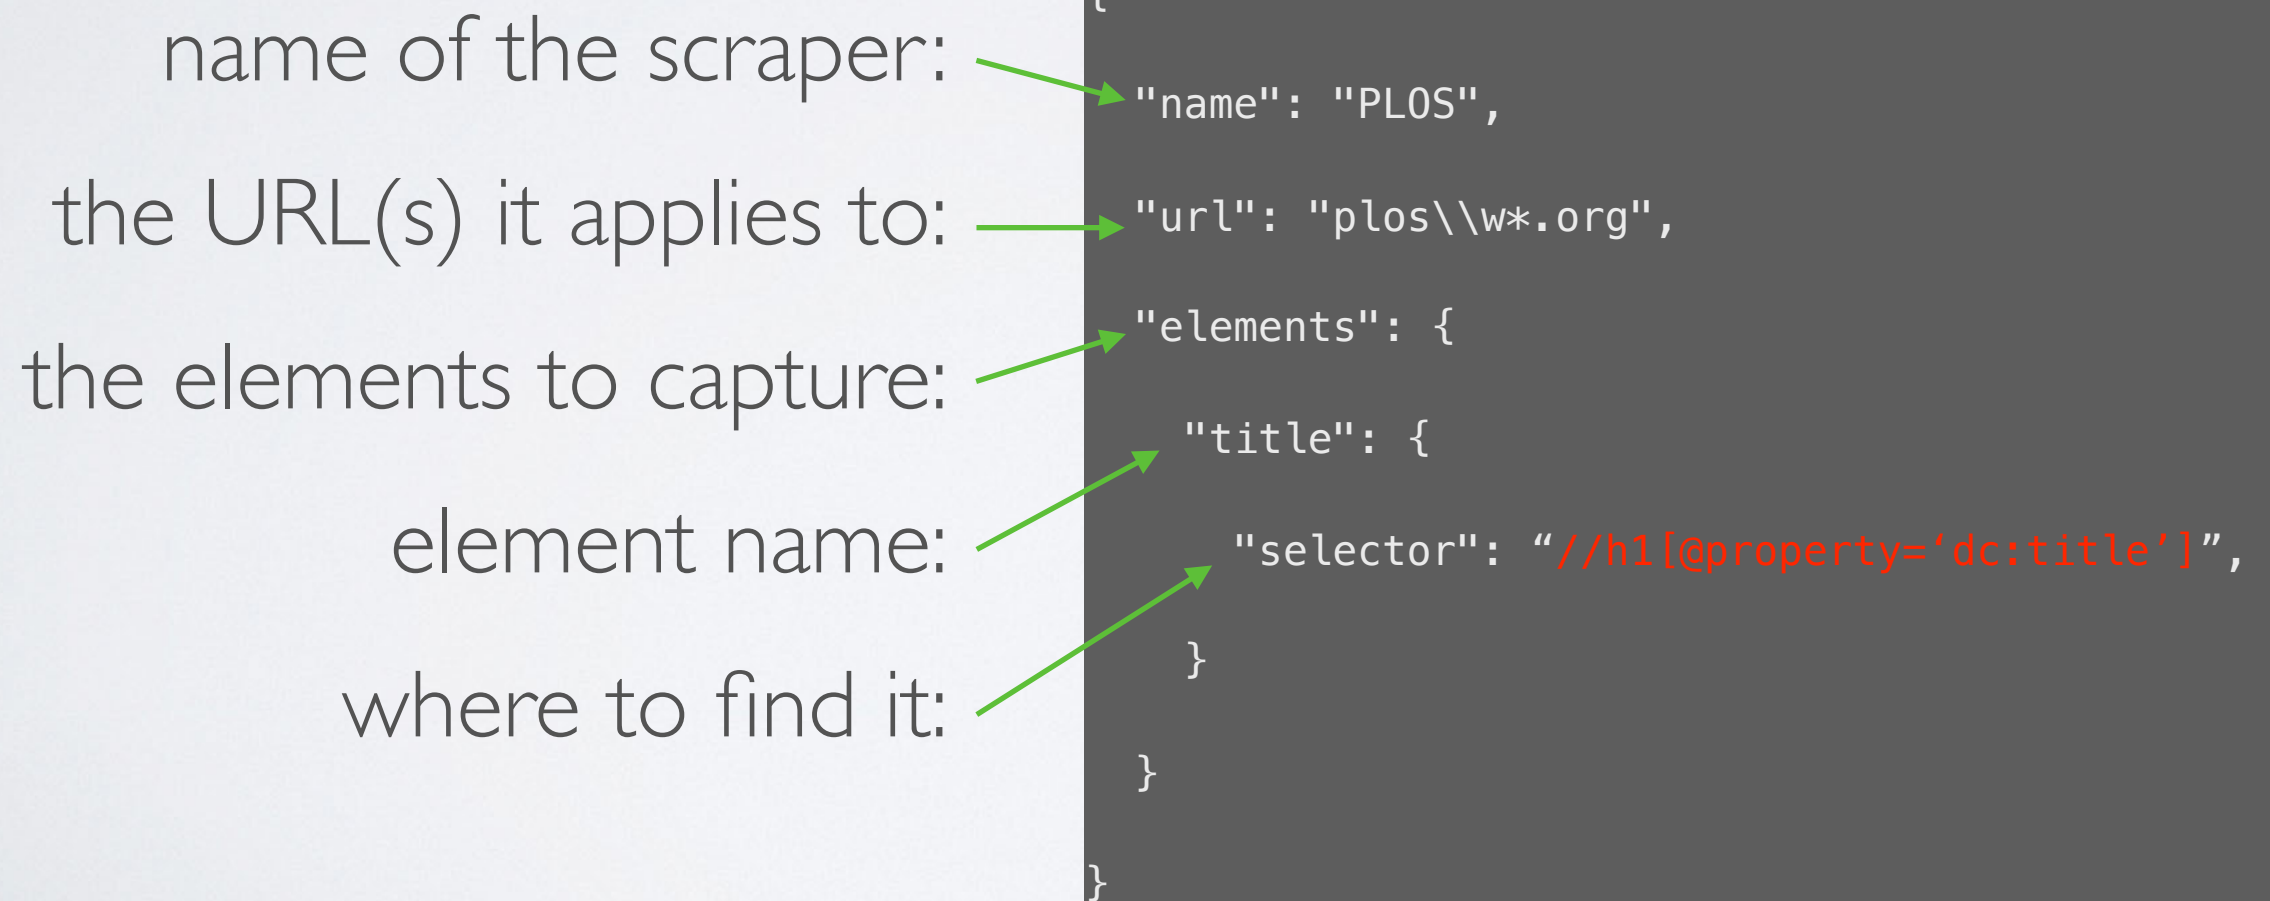 {
name of the scraper:
"name": "PLOS",
the URL(s) it applies to:
"url": "plos\\w*.org",
the elements to capture:
"elements": {
"title": {
element name:
"selector": “//h1[@property=‘dc:title’]”,
where to find it:
}
}
}